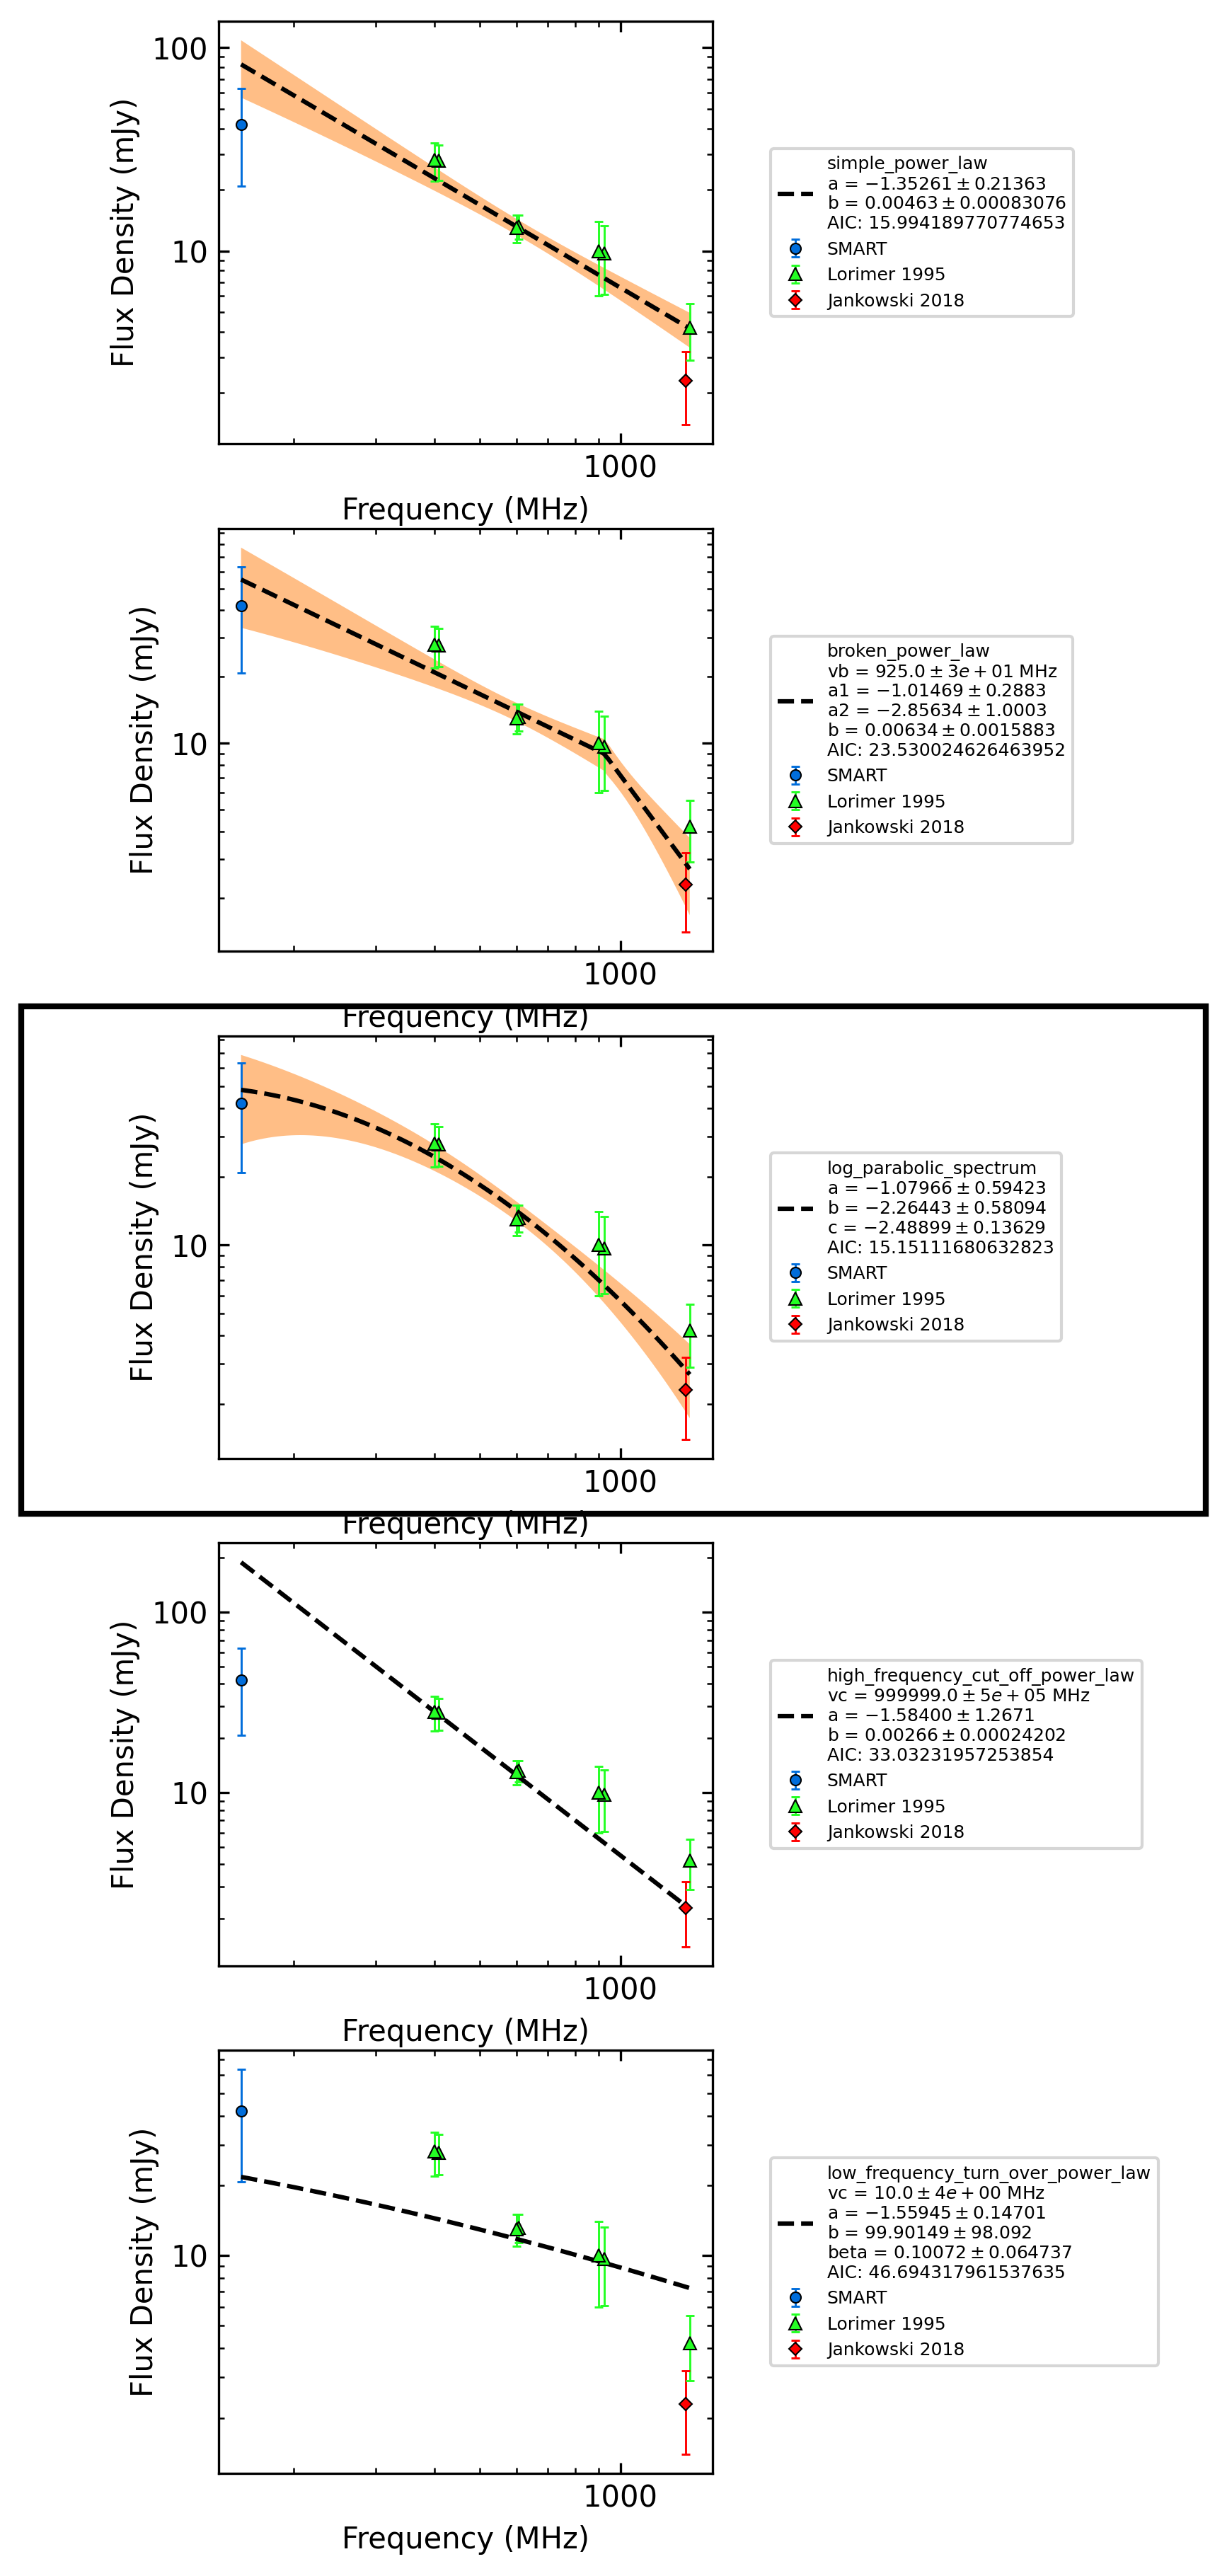 100
10
Flux Density (mJy)
1000
Frequency (MHz)
simple_power_law
a = −1.35261 ± 0.21363
b = 0.00463 ± 0.00083076
AIC: 15.994189770774653
SMART
Lorimer 1995
Jankowski 2018
10
Flux Density (mJy)
1000
Frequency (MHz)
broken_power_law
vb = 925.0 ± 3e + 01 MHz
a1 = −1.01469 ± 0.2883
a2 = −2.85634 ± 1.0003
b = 0.00634 ± 0.0015883
AIC: 23.530024626463952
SMART
Lorimer 1995
Jankowski 2018
10
Flux Density (mJy)
1000
Frequency (MHz)
log_parabolic_spectrum
a = −1.07966 ± 0.59423
b = −2.26443 ± 0.58094
c = −2.48899 ± 0.13629
AIC: 15.15111680632823
SMART
Lorimer 1995
Jankowski 2018
100
10
Flux Density (mJy)
1000
Frequency (MHz)
high_frequency_cut_off_power_law
vc = 999999.0 ± 5e + 05 MHz
a = −1.58400 ± 1.2671
b = 0.00266 ± 0.00024202
AIC: 33.03231957253854
SMART
Lorimer 1995
Jankowski 2018
10
Flux Density (mJy)
1000
Frequency (MHz)
low_frequency_turn_over_power_law
vc = 10.0 ± 4e + 00 MHz
a = −1.55945 ± 0.14701
b = 99.90149 ± 98.092
beta = 0.10072 ± 0.064737
AIC: 46.694317961537635
SMART
Lorimer 1995
Jankowski 2018